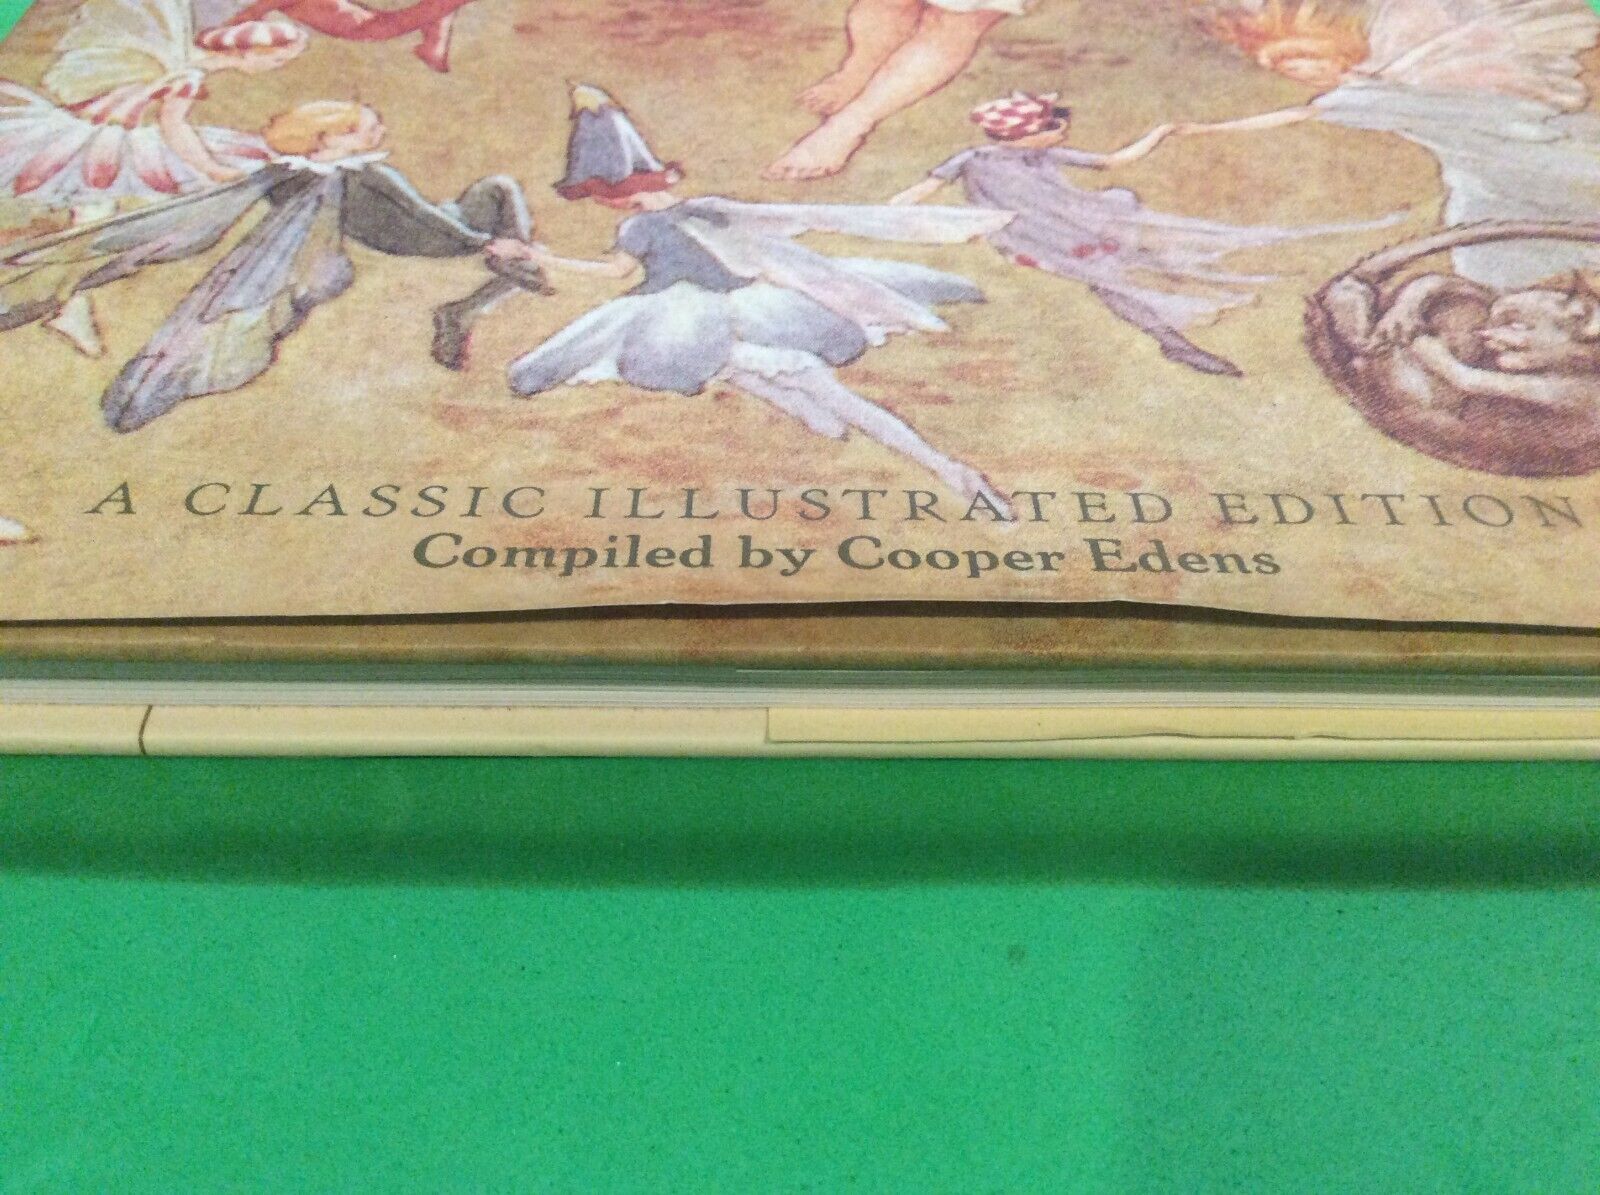 A CLASSIC ILLUSTRATED EDITION
Compiled by Cooper Edens